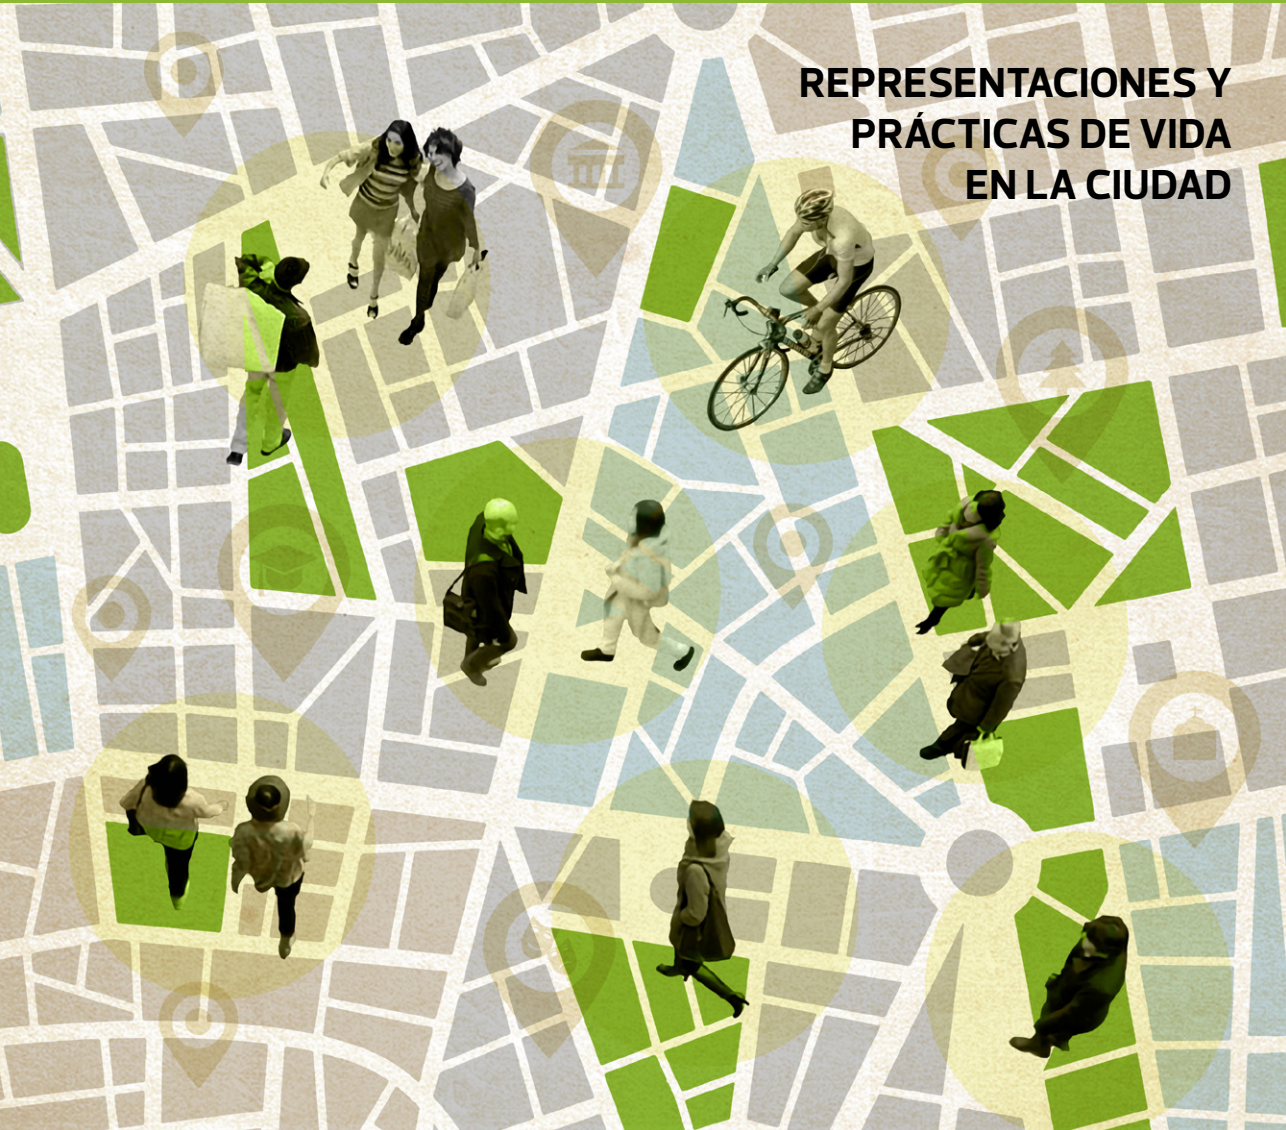 REPRESENTACIONES Y
PRÁCTICAS DE VIDA
EN LA CIUDAD